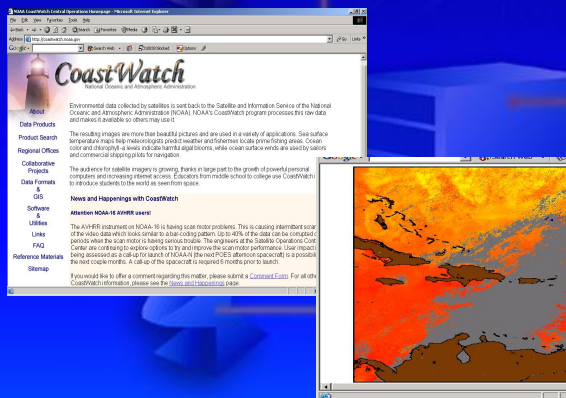 NOAA CoastWatch Central Operations Homepage - Microsoft Internet Explorer
File Edit View Favorites Tools Help
Back
Search Favorites Media
Address http://coastwatch.noaa.gov
Go Links
Google Search Web blocked Options
CoastWatch
National Oceanic and Atmospheric Administration
About
Data Products
Product Search
Regional Offices
Collaborative
Projects
Data Formats
&
GIS
Software
&
Utilities
Links
FAQ
Reference Materials
Sitemap
Environmental data collected by satellites is sent back to the Satellite and Information Service of the National
Oceanic and Atmospheric Administration (NOAA). NOAA's CoastWatch program processes this raw data
and makes it available so others may use it.
The resulting images are more than beautiful pictures and are used in a variety of applications. Sea surface
temperature maps help meteorologists predict weather and fishermen locate prime fishing areas. Ocean
color and chlorophyll-a levels indicate harmful algal blooms, while ocean surface winds are used by sailors
and commercial shipping pilots for navigation.
The audience for satellite imagery is growing, thanks in large part to the growth of powerful personal
computers and increasing internet access. Educators from middle school to college use CoastWatch i
to introduce students to the world as seen from space.
News and Happenings with CoastWatch
Attention NOAA-16 AVHRR users!
The AVHRR instrument on NOAA-16 is having scan motor problems. This is causing intermittent scrar
of the video data which looks similar to a bar-coding pattern. Up to 40% of the data can be corrupted c
periods when the scan motor is having serious trouble. The engineers at the Satellite Operations Cont
Center are continuing to explore options to try and improve the scan motor performance. User impact i
being assessed as a call-up for launch of NOAA-N (the next POES afternoon spacecraft) is a possibili
the next couple months. A call-up of the spacecraft is required 6 months prior to launch.
If you would like to offer a comment regarding this matter, please submit a Comment Form. For all othe
CoastWatch information, please see the News and Happenings page.
Search Web